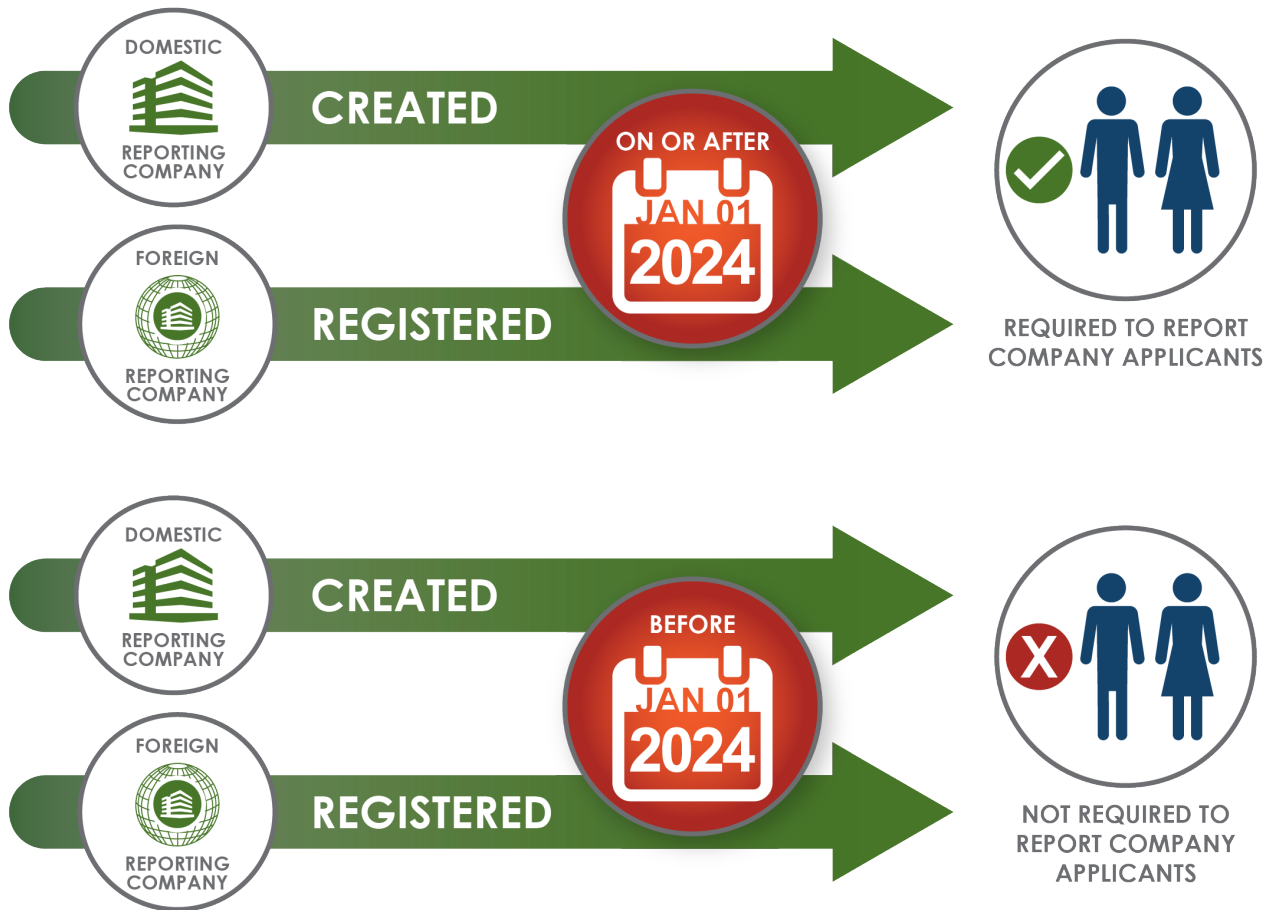 DOMESTIC
REPORTING
COMPANY
CREATED
ON OR AFTER
JAN 01
2024
FOREIGN
REPORTING
COMPANY
REGISTERED
REQUIRED TO REPORT
COMPANY APPLICANTS
DOMESTIC
REPORTING
COMPANY
CREATED
BEFORE
JAN 01
2024
FOREIGN
REPORTING
COMPANY
REGISTERED
X
NOT REQUIRED TO
REPORT COMPANY
APPLICANTS